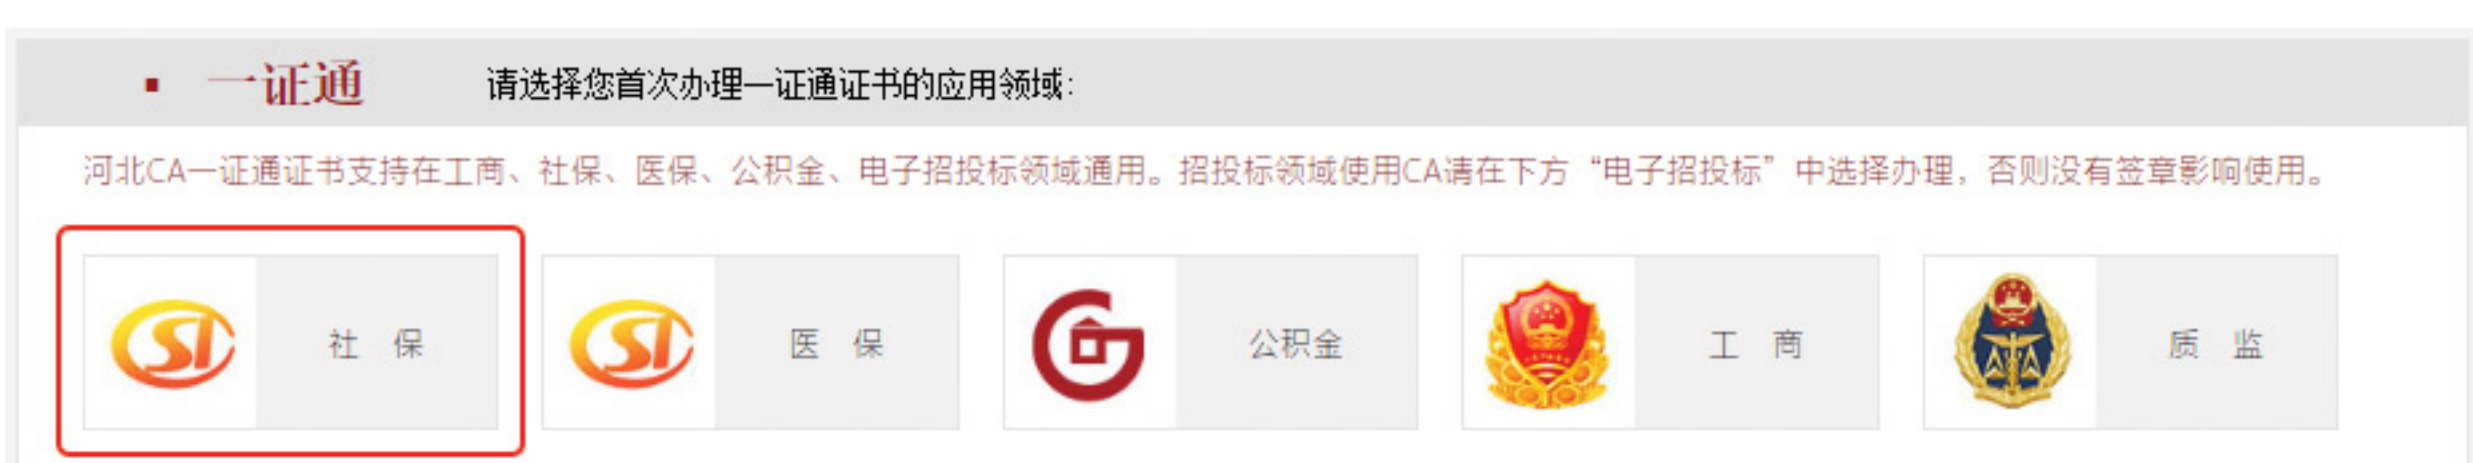 ▪ 一证通 请选择您首次办理一证通证书的应用领域：
河北CA一证通证书支持在工商、社保、医保、公积金、电子招投标领域通用。招投标领域使用CA请在下方“电子招投标”中选择办理，否则没有签章影响使用。
社 保 医 保 公积金 工 商 质 监